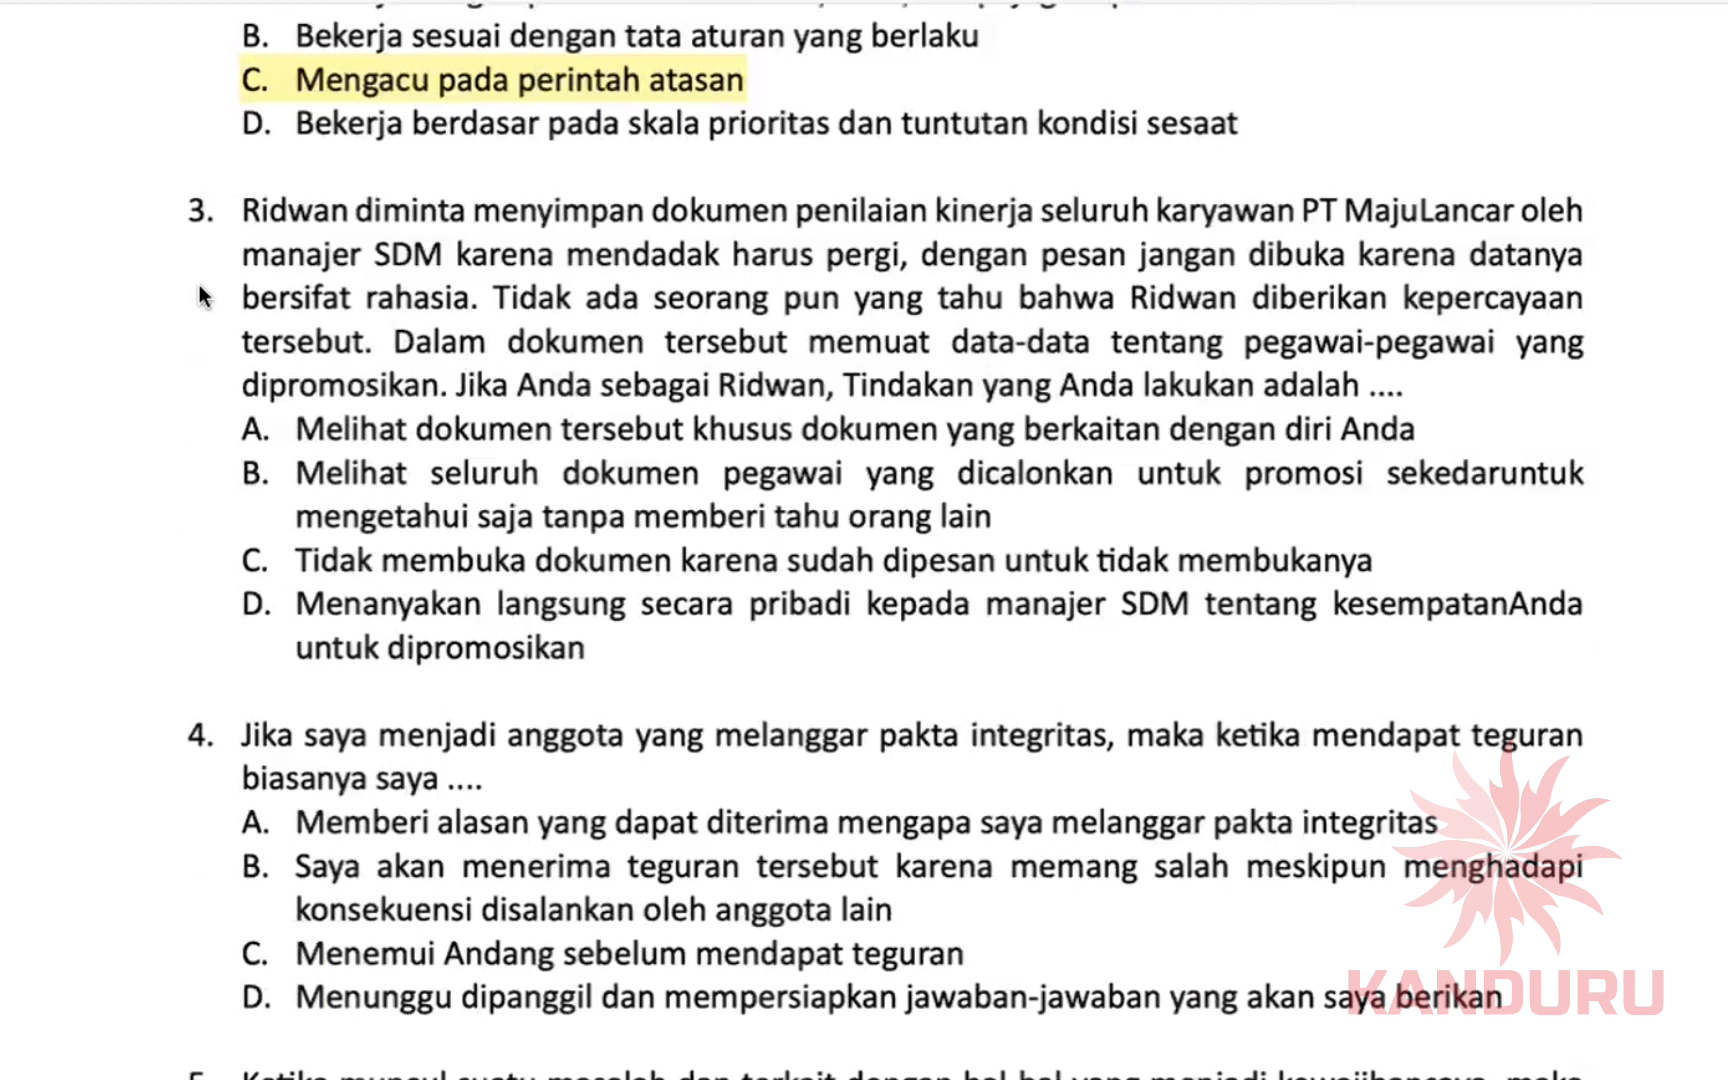 B. Bekerja sesuai dengan tata aturan yang berlaku
C. Mengacu pada perintah atasan
D. Bekerja berdasar pada skala prioritas dan tuntutan kondisi sesaat
3. Ridwan diminta menyimpan dokumen penilaian kinerja seluruh karyawan PT MajuLancar oleh
manajer SDM karena mendadak harus pergi, dengan pesan jangan dibuka karena datanya
bersifat rahasia. Tidak ada seorang pun yang tahu bahwa Ridwan diberikan kepercayaan
tersebut. Dalam dokumen tersebut memuat data-data tentang pegawai-pegawai yang
dipromosikan. Jika Anda sebagai Ridwan, Tindakan yang Anda lakukan adalah ....
A. Melihat dokumen tersebut khusus dokumen yang berkaitan dengan diri Anda
B. Melihat seluruh dokumen pegawai yang dicalonkan untuk promosi sekedaruntuk
mengetahui saja tanpa memberi tahu orang lain
C. Tidak membuka dokumen karena sudah dipesan untuk tidak membukanya
D. Menanyakan langsung secara pribadi kepada manajer SDM tentang kesempatanAnda
untuk dipromosikan
4. Jika saya menjadi anggota yang melanggar pakta integritas, maka ketika mendapat teguran
biasanya saya ....
A. Memberi alasan yang dapat diterima mengapa saya melanggar pakta integritas
B. Saya akan menerima teguran tersebut karena memang salah meskipun menghadapi
konsekuensi disalankan oleh anggota lain
C. Menemui Andang sebelum mendapat teguran
D. Menunggu dipanggil dan mempersiapkan jawaban-jawaban yang akan saya berikan
KANDURU